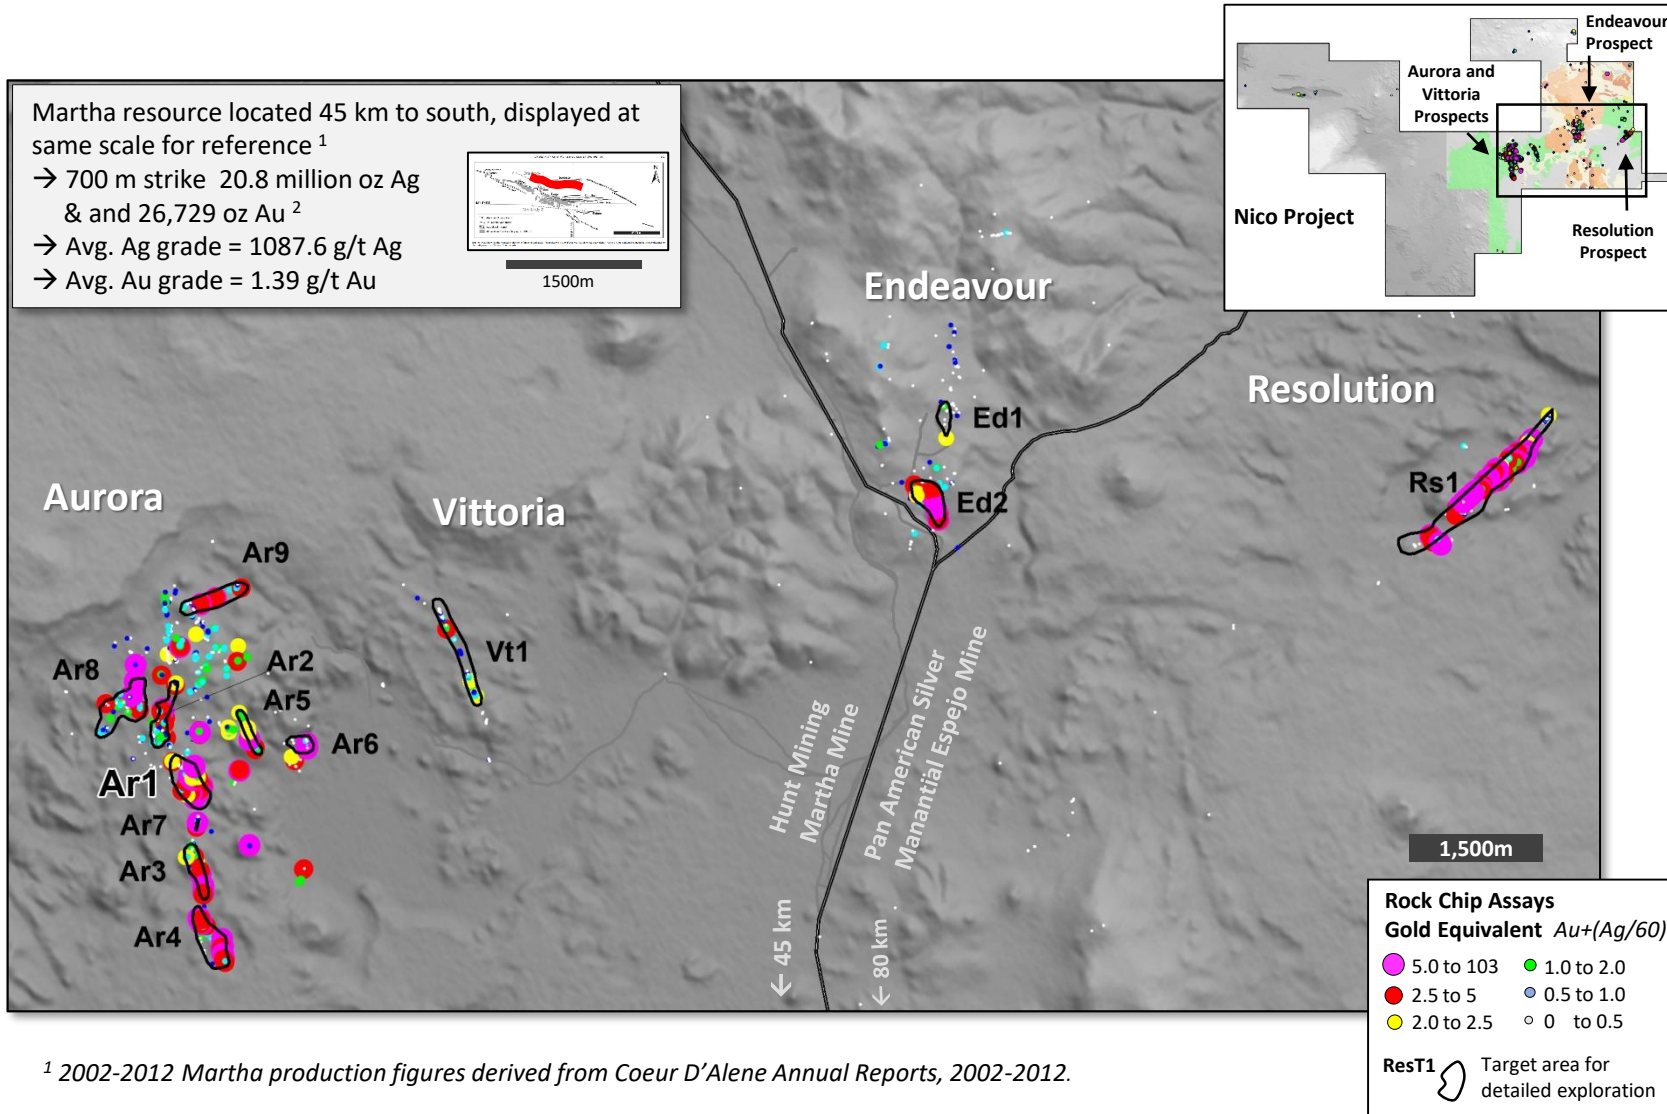 Martha resource located 45 km to south, displayed at
same scale for reference 1
→ 700 m strike 20.8 million oz Ag
& and 26,729 oz Au 2
→ Avg. Ag grade = 1087.6 g/t Ag
→ Avg. Au grade = 1.39 g/t Au
1500m
Endeavour
Prospect
Aurora and
Vittoria
Prospects
Nico Project
Resolution
Prospect
Endeavour
Resolution
Aurora
Vittoria
Ed1
Ed2
Rs1
Ar9
Ar8
Ar2
Ar5
Ar6
Ar1
Ar7
Ar3
Ar4
Vt1
Hunt Mining
Martha Mine
Pan American Silver
Manantial Espejo Mine
← 45 km
← 80 km
1,500m
Rock Chip Assays
Gold Equivalent Au+(Ag/60)
5.0 to 103
1.0 to 2.0
2.5 to 5
0.5 to 1.0
2.0 to 2.5
0 to 0.5
ResT1
Target area for
detailed exploration
1 2002-2012 Martha production figures derived from Coeur D'Alene Annual Reports, 2002-2012.